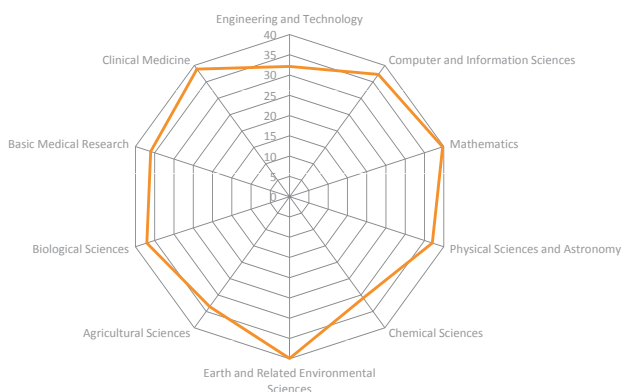 Engineering and Technology
40
35
30
25
20
15
10
5
0
Computer and Information Sciences
Mathematics
Physical Sciences and Astronomy
Chemical Sciences
Earth and Related Environmental
Sciences
Agricultural Sciences
Biological Sciences
Basic Medical Research
Clinical Medicine